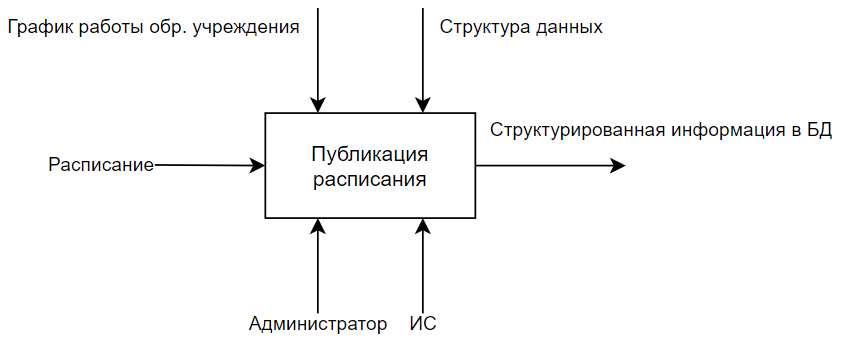 График работы обр. учреждения
Структура данных
Структурированная информация в БД
Расписание
Публикация
расписания
Администратор
ИС